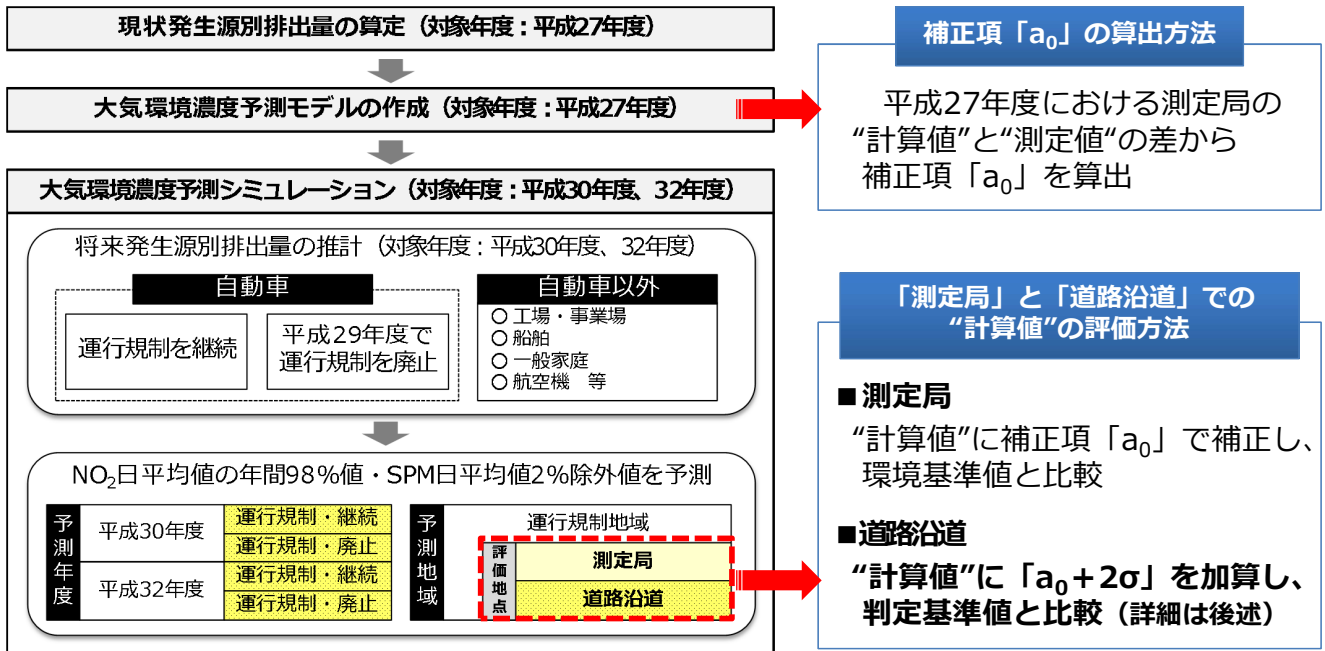 現状発生源別排出量の算定（対象年度：平成27年度）
大気環境濃度予測モデルの作成（対象年度：平成27年度）
大気環境濃度予測シミュレーション（対象年度：平成30年度、32年度）
将来発生源別排出量の推計（対象年度：平成30年度、32年度）
自動車
運行規制を継続
平成29年度で
運行規制を廃止
自動車以外
○工場・事業場
○船舶
○一般家庭
○航空機　等
NO₂日平均値の年間98％値・SPM日平均値2％除外値を予測
予測年度
平成30年度
運行規制・継続
運行規制・廃止
平成32年度
運行規制・継続
運行規制・廃止
予測地域
運行規制地域
評価地点
測定局
道路沿道
補正項「a₀」の算出方法
平成27年度における測定局の
“計算値”と“測定値“の差から
補正項「a₀」を算出
「測定局」と「道路沿道」での
“計算値”の評価方法
■測定局
“計算値”に補正項「a₀」で補正し、
環境基準値と比較
■道路沿道
“計算値”に「a₀＋2σ」を加算し、
判定基準値と比較（詳細は後述）